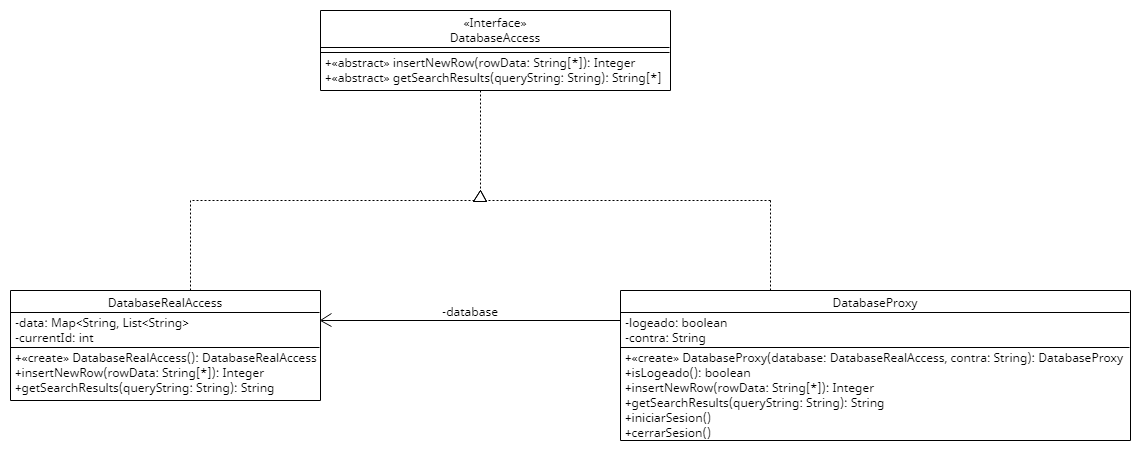 «Interface»
DatabaseAccess
+«abstract» insertNewRow(rowData: String[*]): Integer
+«abstract» getSearchResults(queryString: String): String[*]
DatabaseRealAccess
-data: Map<String, List<String>
-currentId: int
+«create» DatabaseRealAccess(): DatabaseRealAccess
+insertNewRow(rowData: String[*]): Integer
+getSearchResults(queryString: String): String
-database
DatabaseProxy
-logeado: boolean
-contra: String
+«create» DatabaseProxy(database: DatabaseRealAccess, contra: String): DatabaseProxy
+isLogeado(): boolean
+insertNewRow(rowData: String[*]): Integer
+getSearchResults(queryString: String): String
+iniciarSesion()
+cerrarSesion()